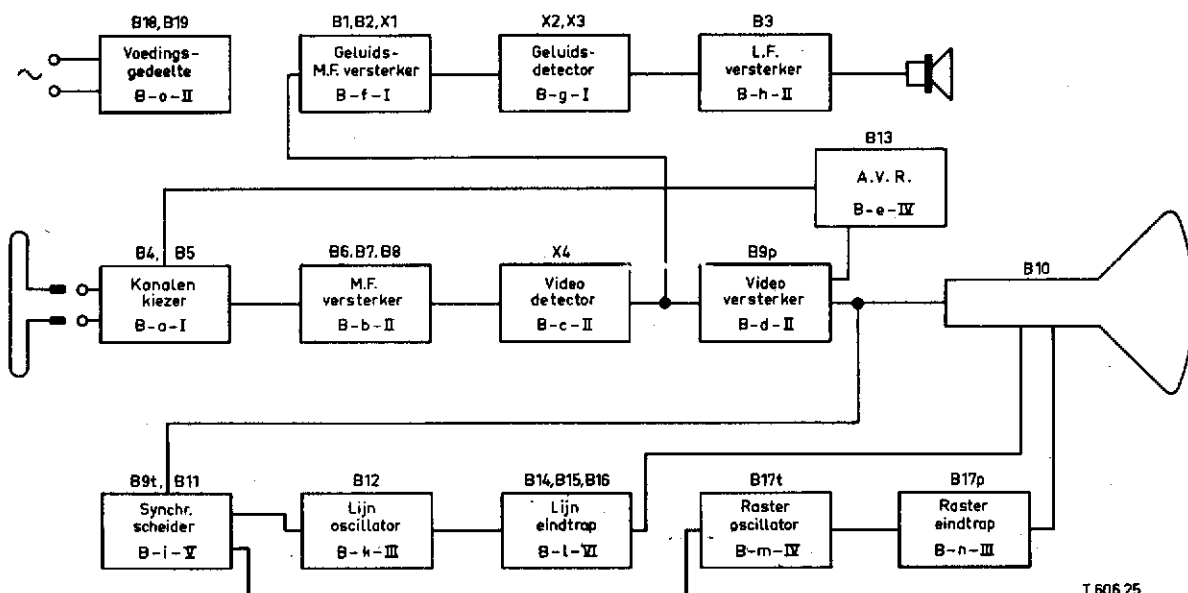 B18, B19
Voedings-
gedeelte
B-o-II
B1, B2, X1
Geluids-
M.F. versterker
B-f-I
X2, X3
Geluids-
detector
B-g-I
B3
L.F.
versterker
B-h-II
B13
A.V.R.
B-e-IV
B4, B5
Kanalen
kiezer
B-a-I
B6, B7, B8
M.F.
versterker
B-b-II
X4
Video
detector
B-c-II
B9p
Video
versterker
B-d-II
B10
B9t, B11
Synchr.
scheider
B-i-V
B12
Lijn
oscillator
B-k-III
B14, B15, B16
Lijn
eindtrap
B-l-VI
B17t
Raster
oscillator
B-m-IV
B17p
Raster
eindtrap
B-n-III
T 606 25